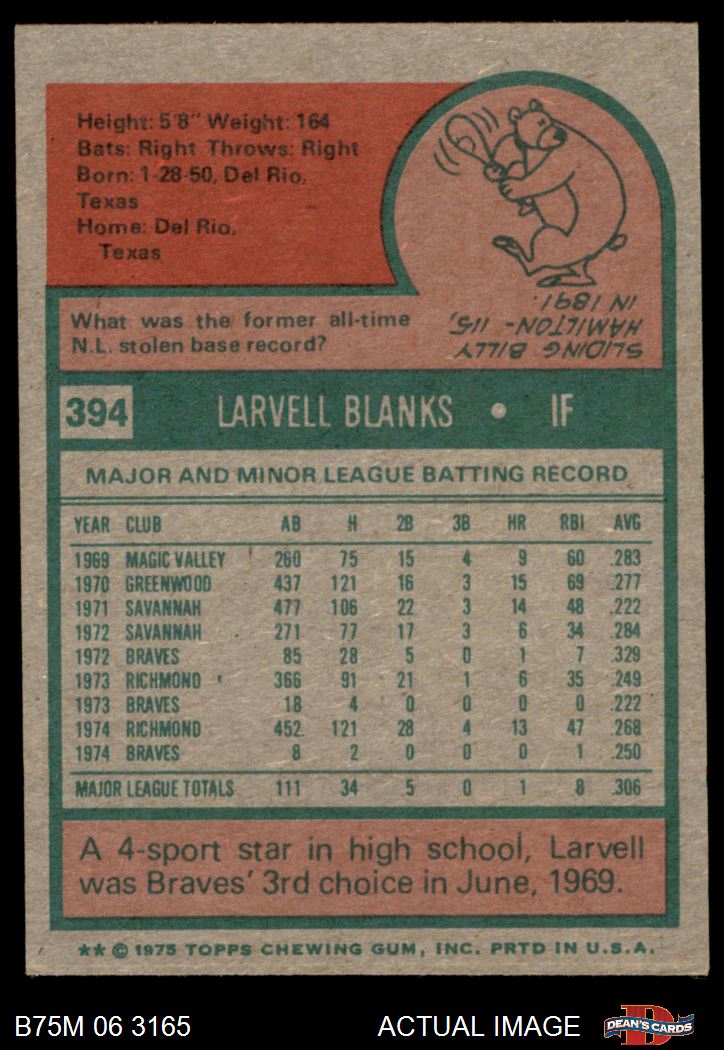 Height: 5'8" Weight: 164
Bats: Right Throws: Right
Born: 1-28-50, Del Rio,
Texas
Home: Del Rio,
Texas
What was the former all-time
N.L. stolen base record?
SLIDING BILLY
HAMILTON - 115,
IN 1891.
394 LARVELL BLANKS • IF
MAJOR AND MINOR LEAGUE BATTING RECORD
YEAR CLUB AB H 2B 3B HR RBI AVG
1969 MAGIC VALLEY 260 75 15 4 9 60 .283
1970 GREENWOOD 437 121 16 3 15 69 .277
1971 SAVANNAH 477 106 22 3 14 48 .222
1972 SAVANNAH 271 77 17 3 6 34 .284
1972 BRAVES 85 28 5 0 1 7 .329
1973 RICHMOND 366 91 21 1 6 35 .249
1973 BRAVES 18 4 0 0 0 0 .222
1974 RICHMOND 452 121 28 4 13 47 .268
1974 BRAVES 8 2 0 0 0 1 .250
MAJOR LEAGUE TOTALS 111 34 5 0 1 8 .306
A 4-sport star in high school, Larvell
was Braves' 3rd choice in June, 1969.
** © 1975 TOPPS CHEWING GUM, INC. PRTD IN U.S.A.
B75M 06 3165 ACTUAL IMAGE DEAN'S CARDS